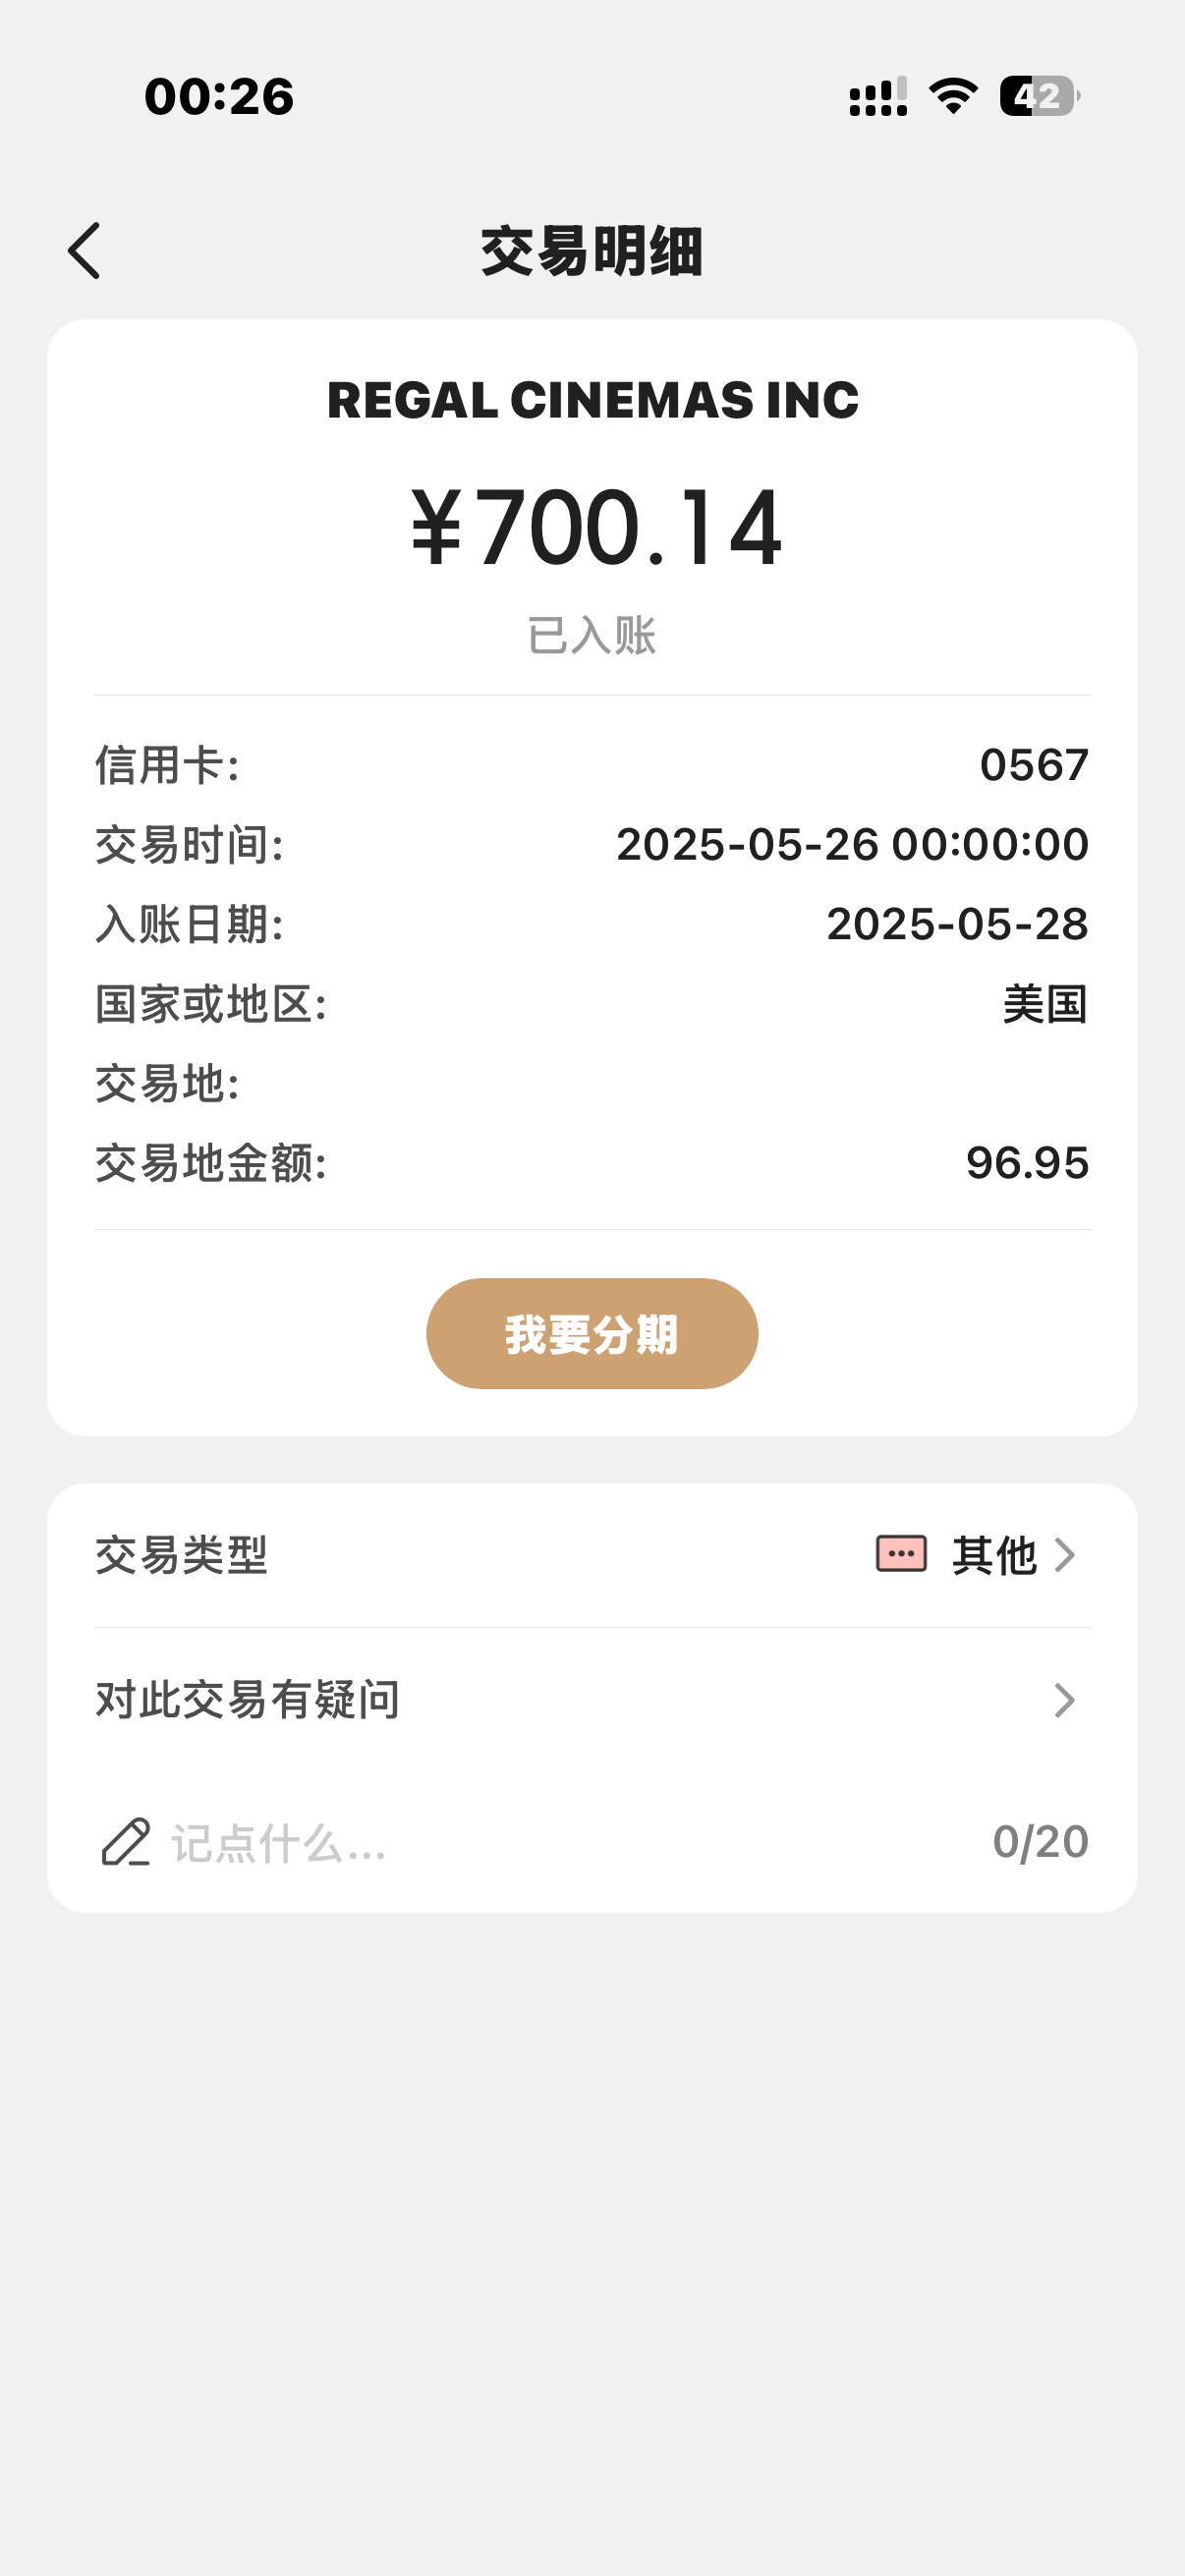 00:26
42
交易明细
REGAL CINEMAS INC
¥700.14
已入账
信用卡: 0567
交易时间: 2025-05-26 00:00:00
入账日期: 2025-05-28
国家或地区: 美国
交易地:
交易地金额: 96.95
我要分期
交易类型 其他
对此交易有疑问
记点什么... 0/20